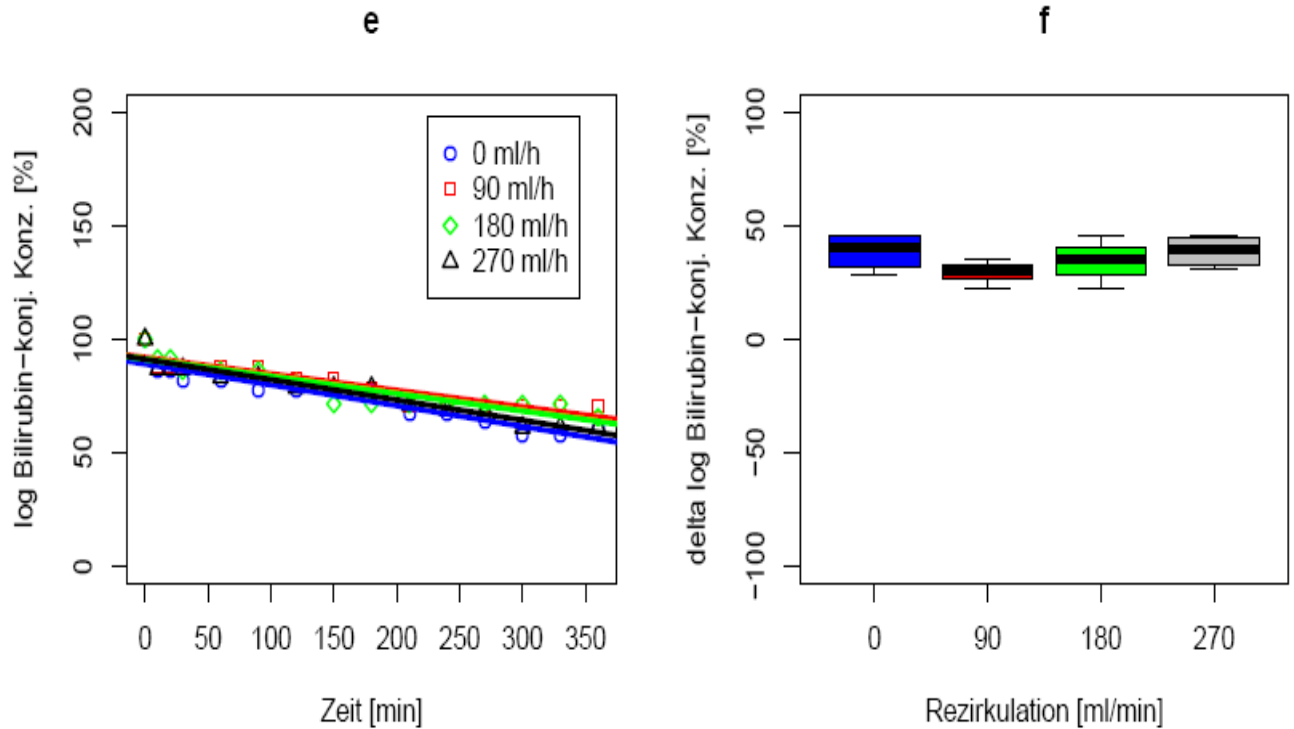 e
log Bilirubin-konj. Konz. [%]
200
150
100
50
0
0 ml/h
90 ml/h
180 ml/h
270 ml/h
0 50 100 150 200 250 300 350
Zeit [min]
f
delta log Bilirubin-konj. Konz. [%]
100
50
0
-50
-100
0 90 180 270
Rezirkulation [ml/min]